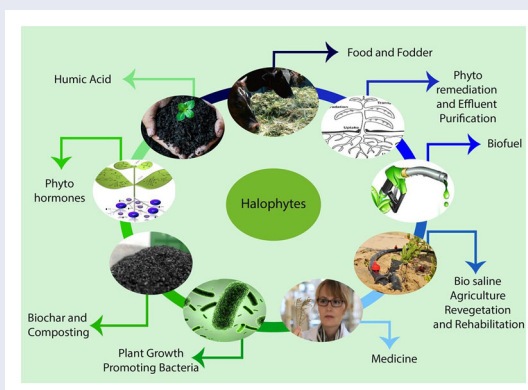 Food and Fodder
Humic Acid
Phyto
remediation
and Effluent
Purification
Uptake
Biofuel
Phyto
hormones
Halophytes
Bio saline
Agriculture
Revegetation
and Rehabilitation
Biochar and
Composting
Plant Growth
Promoting Bacteria
Medicine